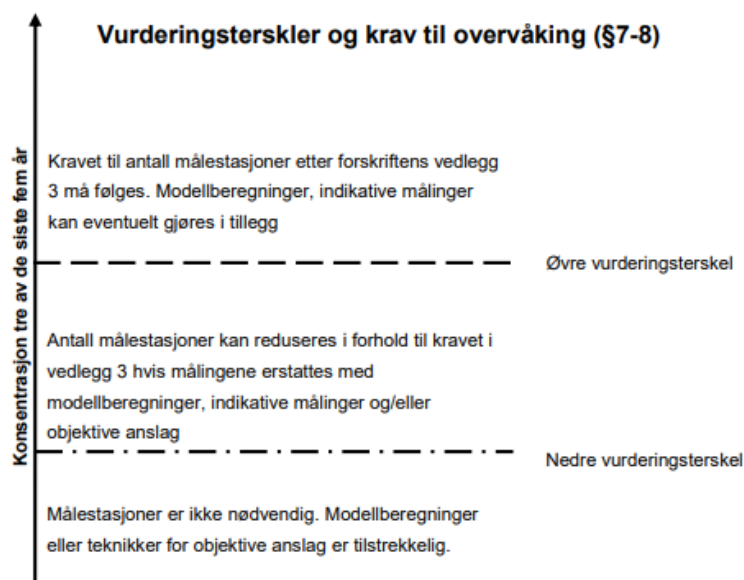 Vurderingsterskler og krav til overvåking (§7-8)
Konsentrasjon tre av de siste fem år
Kravet til antall målestasjoner etter forskriftens vedlegg
3 må følges. Modellberegninger, indikative målinger
kan eventuelt gjøres i tillegg
Øvre vurderingsterskel
Antall målestasjoner kan reduseres i forhold til kravet i
vedlegg 3 hvis målingene erstattes med
modellberegninger, indikative målinger og/eller
objektive anslag
Nedre vurderingsterskel
Målestasjoner er ikke nødvendig. Modellberegninger
eller teknikker for objektive anslag er tilstrekkelig.